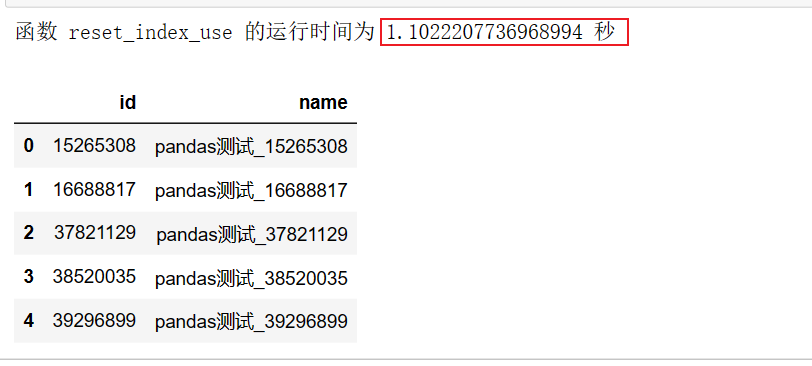 函数 reset_index_use 的运行时间为 1.1022207736968994 秒
id name
0 15265308 pandas测试_15265308
1 16688817 pandas测试_16688817
2 37821129 pandas测试_37821129
3 38520035 pandas测试_38520035
4 39296899 pandas测试_39296899